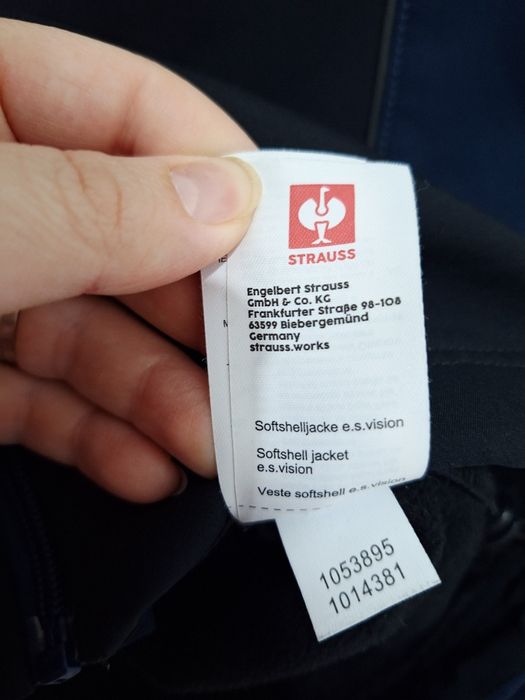 STRAUSS
Engelbert Strauss
GmbH & Co. KG
Frankfurter Straße 98-108
63599 Biebergemünd
Germany
strauss.works
Softshelljacke e.s.vision
Softshell jacket
e.s.vision
Veste softshell e.s.vision
1053895
1014381